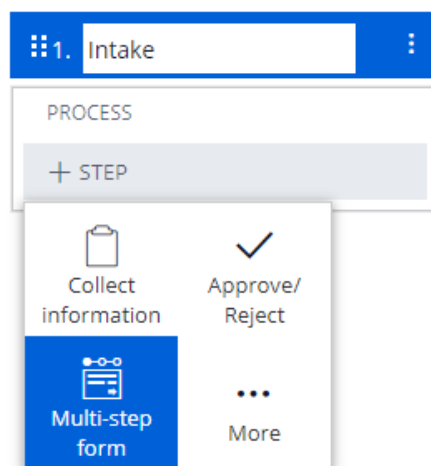 1. Intake
PROCESS
+ STEP
Collect
information
Approve/
Reject
Multi-step
form
More